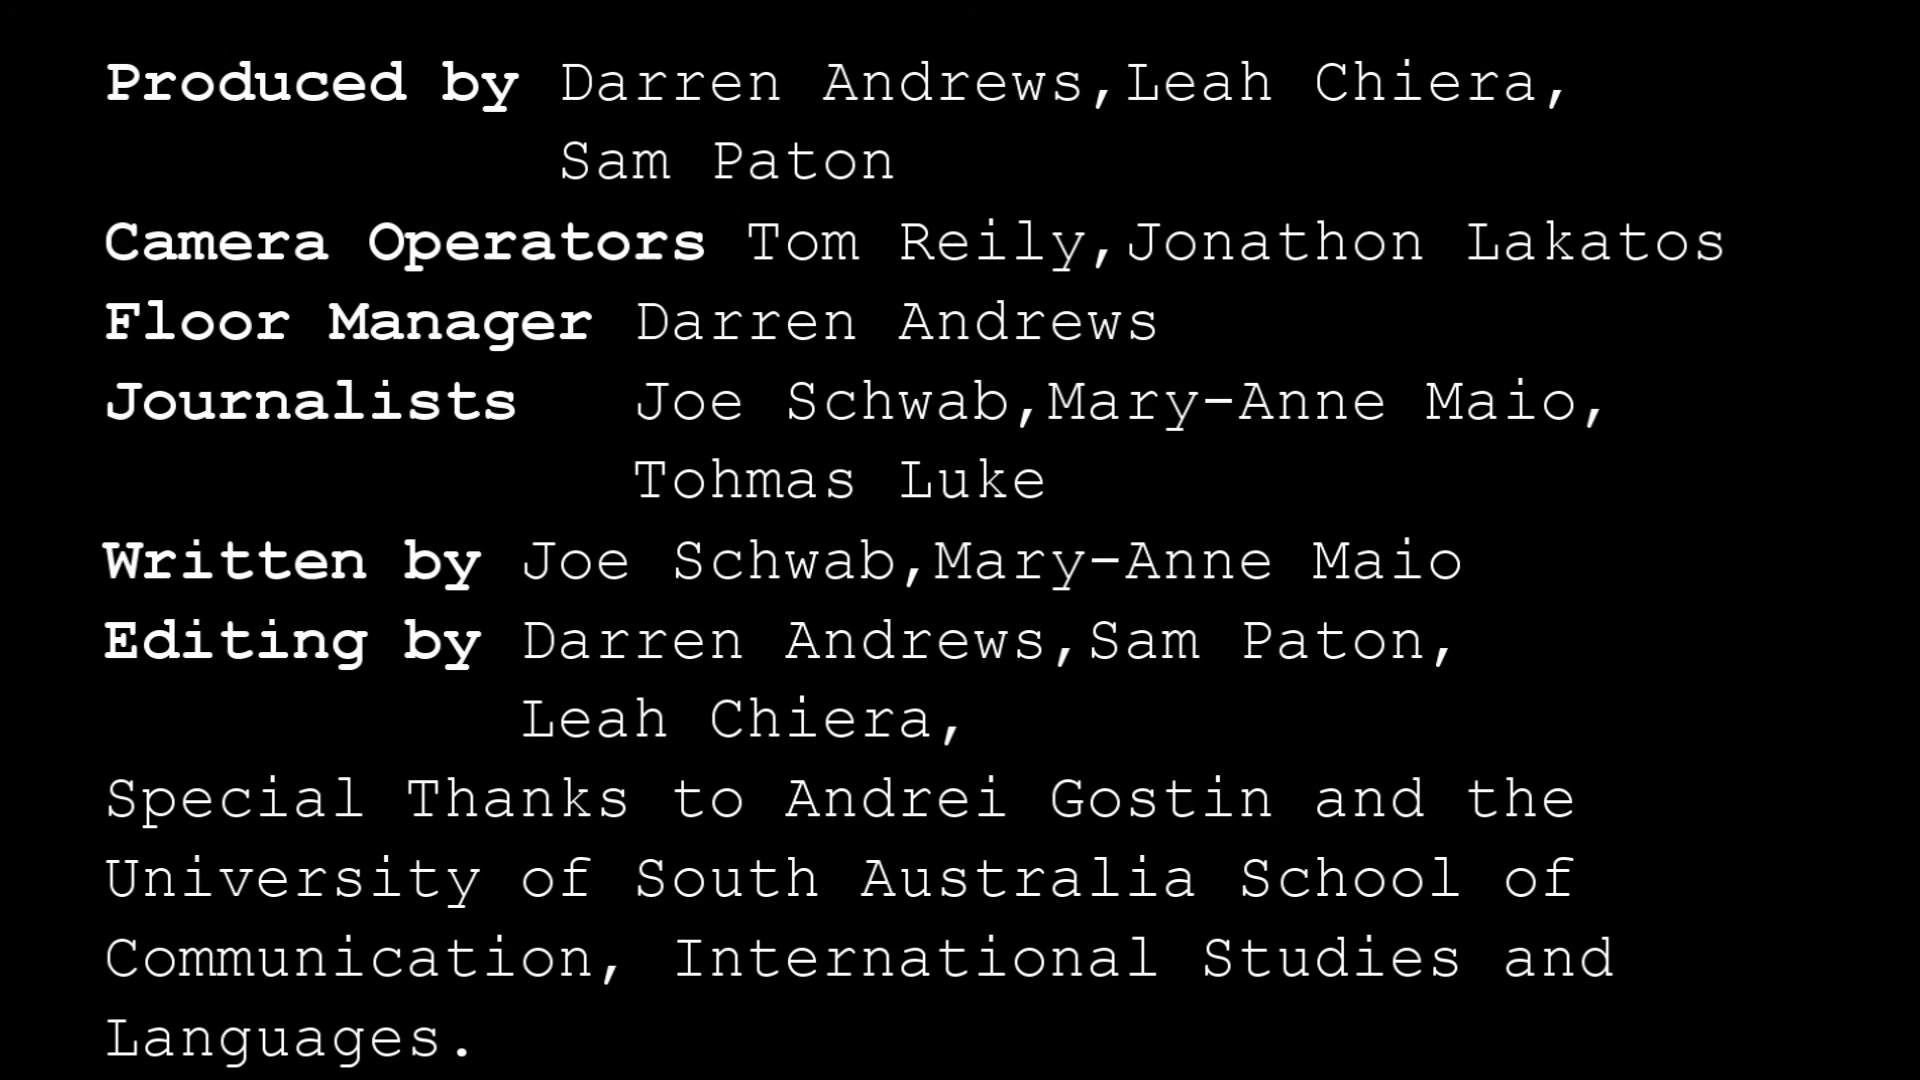 Produced by Darren Andrews,Leah Chiera,
Sam Paton
Camera Operators Tom Reily,Jonathon Lakatos
Floor Manager Darren Andrews
Journalists Joe Schwab,Mary-Anne Maio,
Tohmas Luke
Written by Joe Schwab,Mary-Anne Maio
Editing by Darren Andrews,Sam Paton,
Leah Chiera,
Special Thanks to Andrei Gostin and the
University of South Australia School of
Communication, International Studies and
Languages.